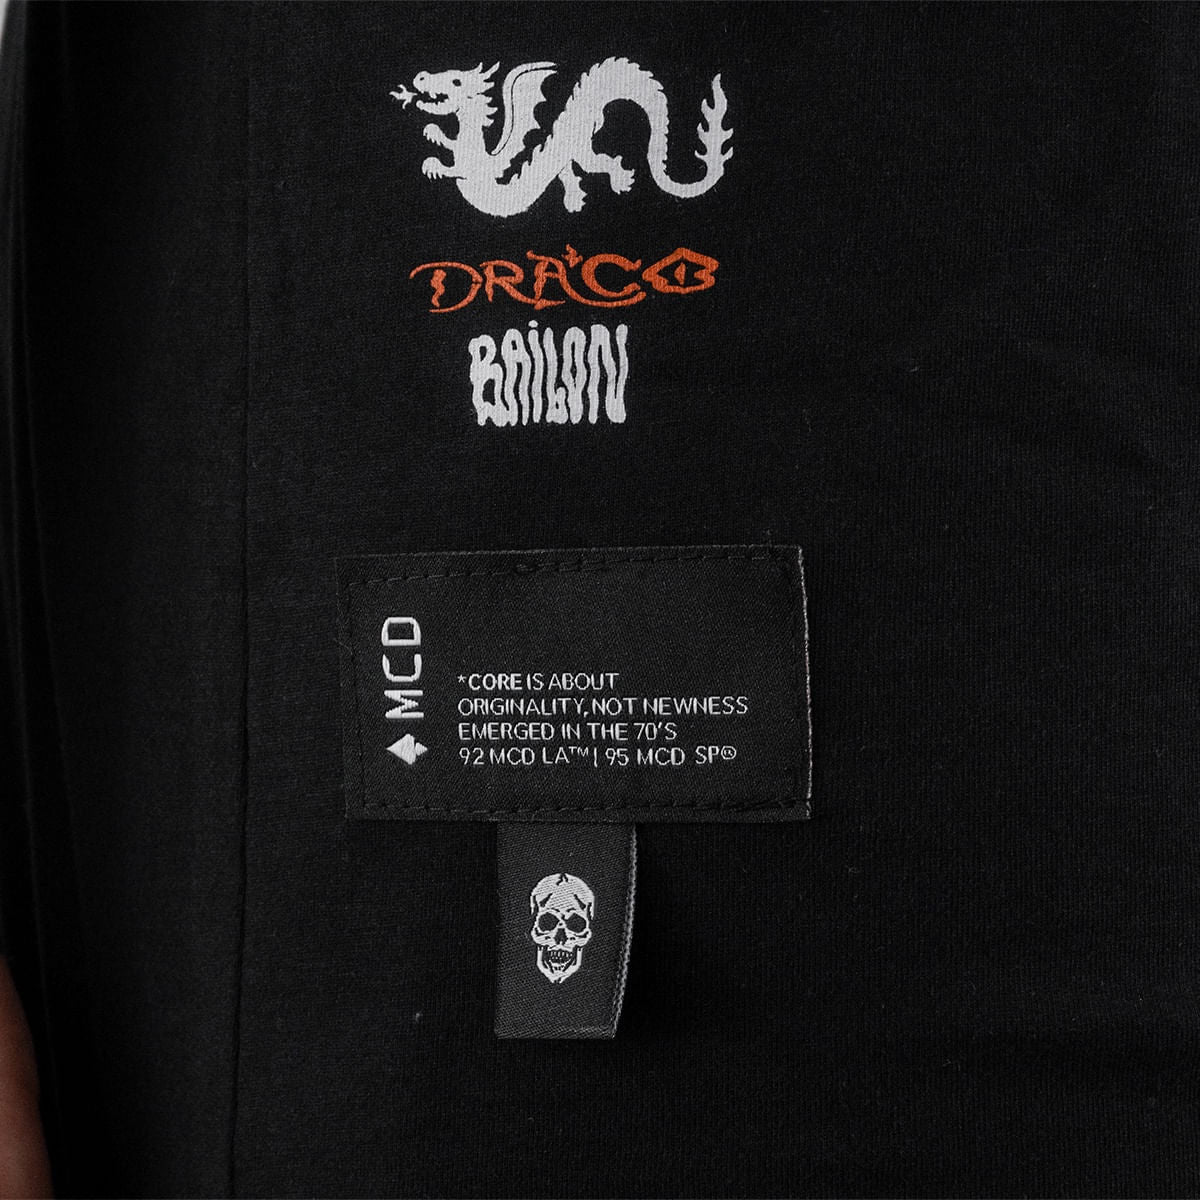 DRACO
BAILON
MCD
*CORE IS ABOUT
ORIGINALITY, NOT NEWNESS
EMERGED IN THE 70'S
92 MCD LA™ | 95 MCD SP®